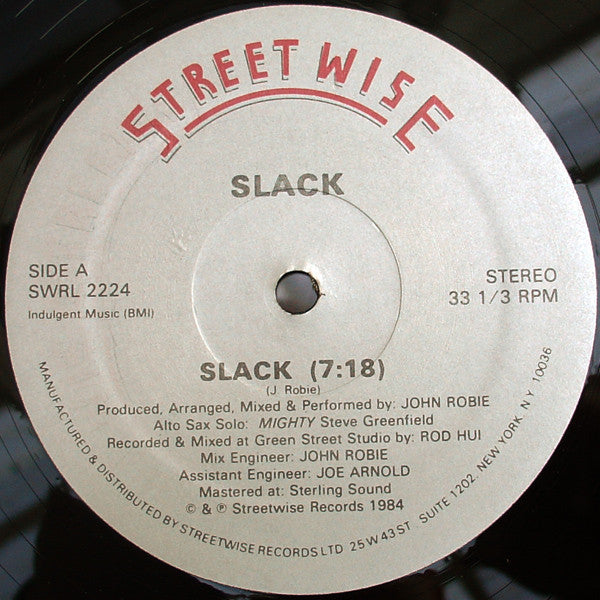 STREETWISE
SLACK
SIDE A
SWRL 2224
Indulgent Music (BMI)
STEREO
33 1/3 RPM
SLACK (7:18)
(J. Robie)
Produced, Arranged, Mixed & Performed by: JOHN ROBIE
Alto Sax Solo: MIGHTY Steve Greenfield
Recorded & Mixed at Green Street Studio by: ROD HUI
Mix Engineer: JOHN ROBIE
Assistant Engineer: JOE ARNOLD
Mastered at: Sterling Sound
© & ℗ Streetwise Records 1984
MANUFACTURED & DISTRIBUTED BY STREETWISE RECORDS LTD 25 W 43 ST SUITE 1202, NEW YORK N.Y. 10036